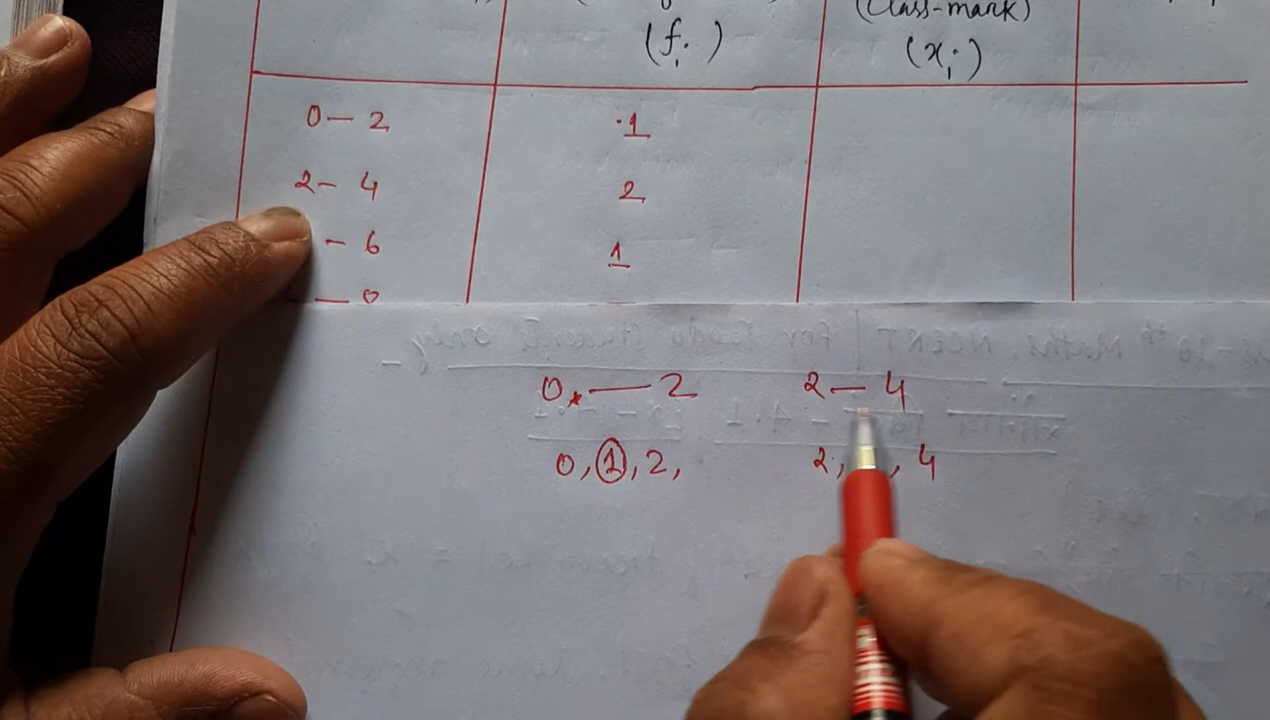 (Class-mark)
(fi) (xi)
0— 2 1
2— 4 2
– 6 1
0 — 2 2 — 4
0, 1, 2, 2, , 4